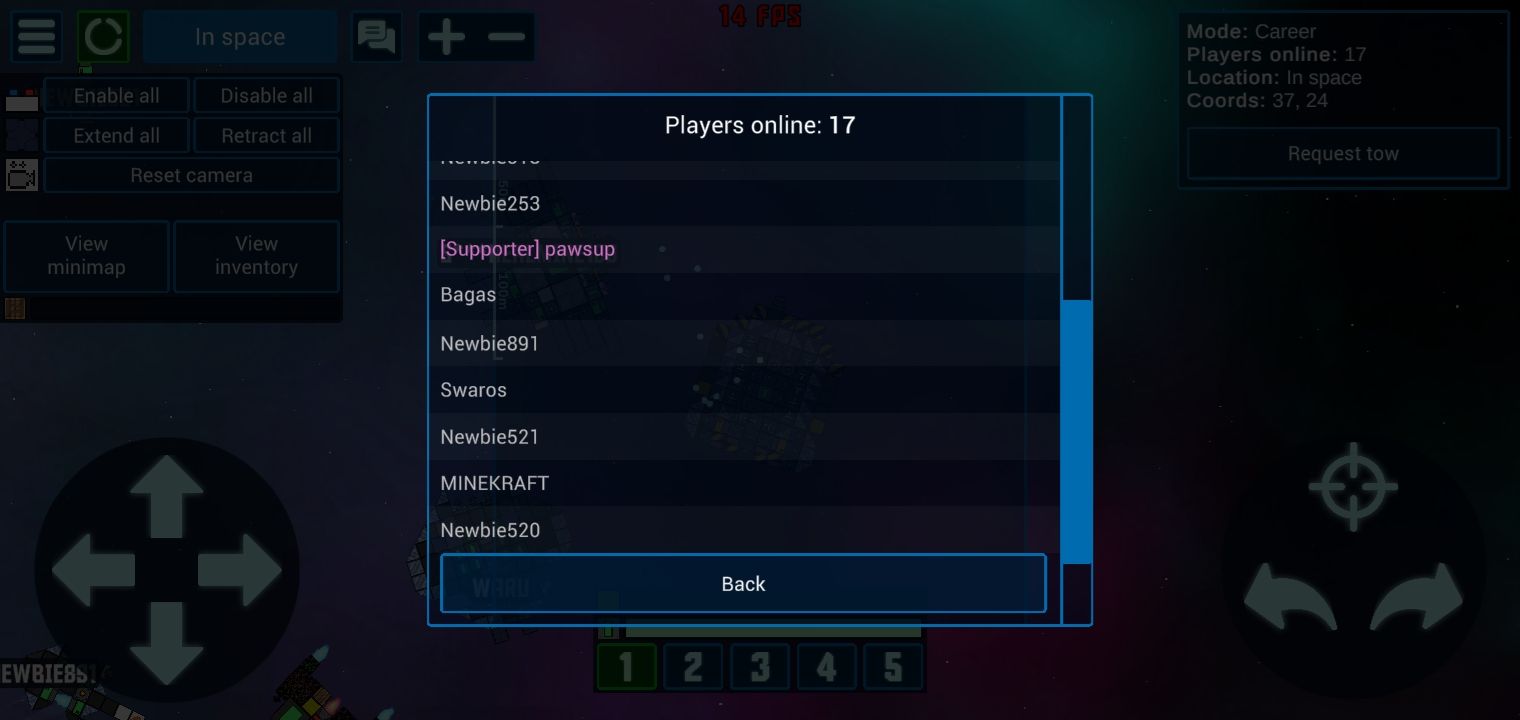 14 FPS
In space
Mode: Career
Players online: 17
Location: In space
Coords: 37, 24
Request tow
Enable all
Disable all
Extend all
Retract all
Reset camera
View
minimap
View
inventory
Players online: 17
Newbie253
[Supporter] pawsup
Bagas
Newbie891
Swaros
Newbie521
MINEKRAFT
Newbie520
Back
WARU
EWBIE891
1
2
3
4
5